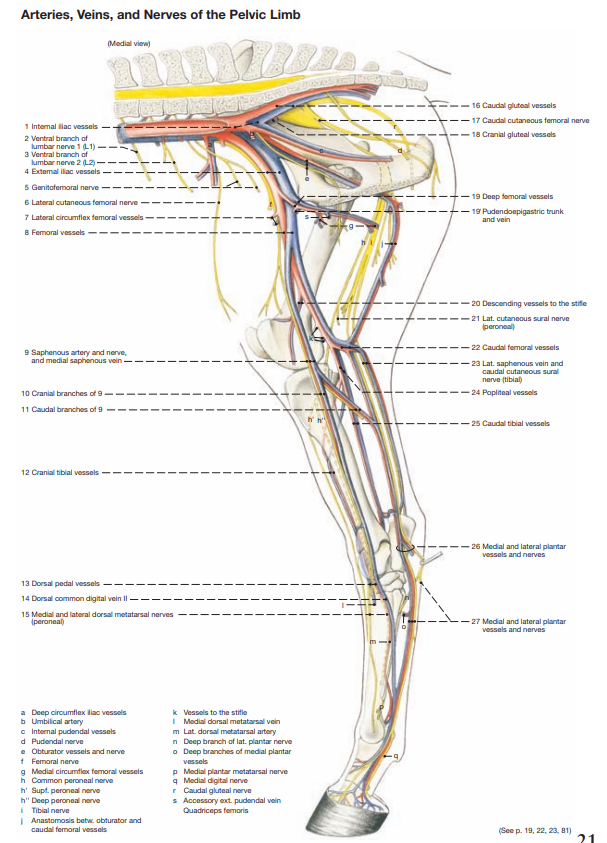 Arteries, Veins, and Nerves of the Pelvic Limb
(Medial view)
1 Internal iliac vessels
2 Ventral branch of
lumbar nerve 1 (L1)
3 Ventral branch of
lumbar nerve 2 (L2)
4 External iliac vessels
5 Genitofemoral nerve
6 Lateral cutaneous femoral nerve
7 Lateral circumflex femoral vessels
8 Femoral vessels
9 Saphenous artery and nerve,
and medial saphenous vein
10 Cranial branches of 9
11 Caudal branches of 9
12 Cranial tibial vessels
13 Dorsal pedal vessels
14 Dorsal common digital vein II
15 Medial and lateral dorsal metatarsal nerves
(peroneal)
16 Caudal gluteal vessels
17 Caudal cutaneous femoral nerve
18 Cranial gluteal vessels
19 Deep femoral vessels
19 Pudendoepigastric trunk
and vein
20 Descending vessels to the stifle
21 Lat. cutaneous sural nerve
(peroneal)
22 Caudal femoral vessels
23 Lat. saphenous vein and
caudal cutaneous sural
nerve (tibial)
24 Popliteal vessels
25 Caudal tibial vessels
26 Medial and lateral plantar
vessels and nerves
27 Medial and lateral plantar
vessels and nerves
a
b
c
d
r
e
f
s
g
h i
j
k
h' h"
l
n
o
m
p
q
a Deep circumflex iliac vessels
b Umbilical artery
c Internal pudendal vessels
d Pudendal nerve
e Obturator vessels and nerve
f Femoral nerve
g Medial circumflex femoral vessels
h Common peroneal nerve
h' Supf. peroneal nerve
h" Deep peroneal nerve
i Tibial nerve
j Anastomosis betw. obturator and
caudal femoral vessels
k Vessels to the stifle
l Medial dorsal metatarsal vein
m Lat. dorsal metatarsal artery
n Deep branch of lat. plantar nerve
o Deep branches of medial plantar
vessels
p Medial plantar metatarsal nerve
q Medial digital nerve
r Caudal gluteal nerve
s Accessory ext. pudendal vein
Quadriceps femoris
(See p. 19, 22, 23, 81)
21